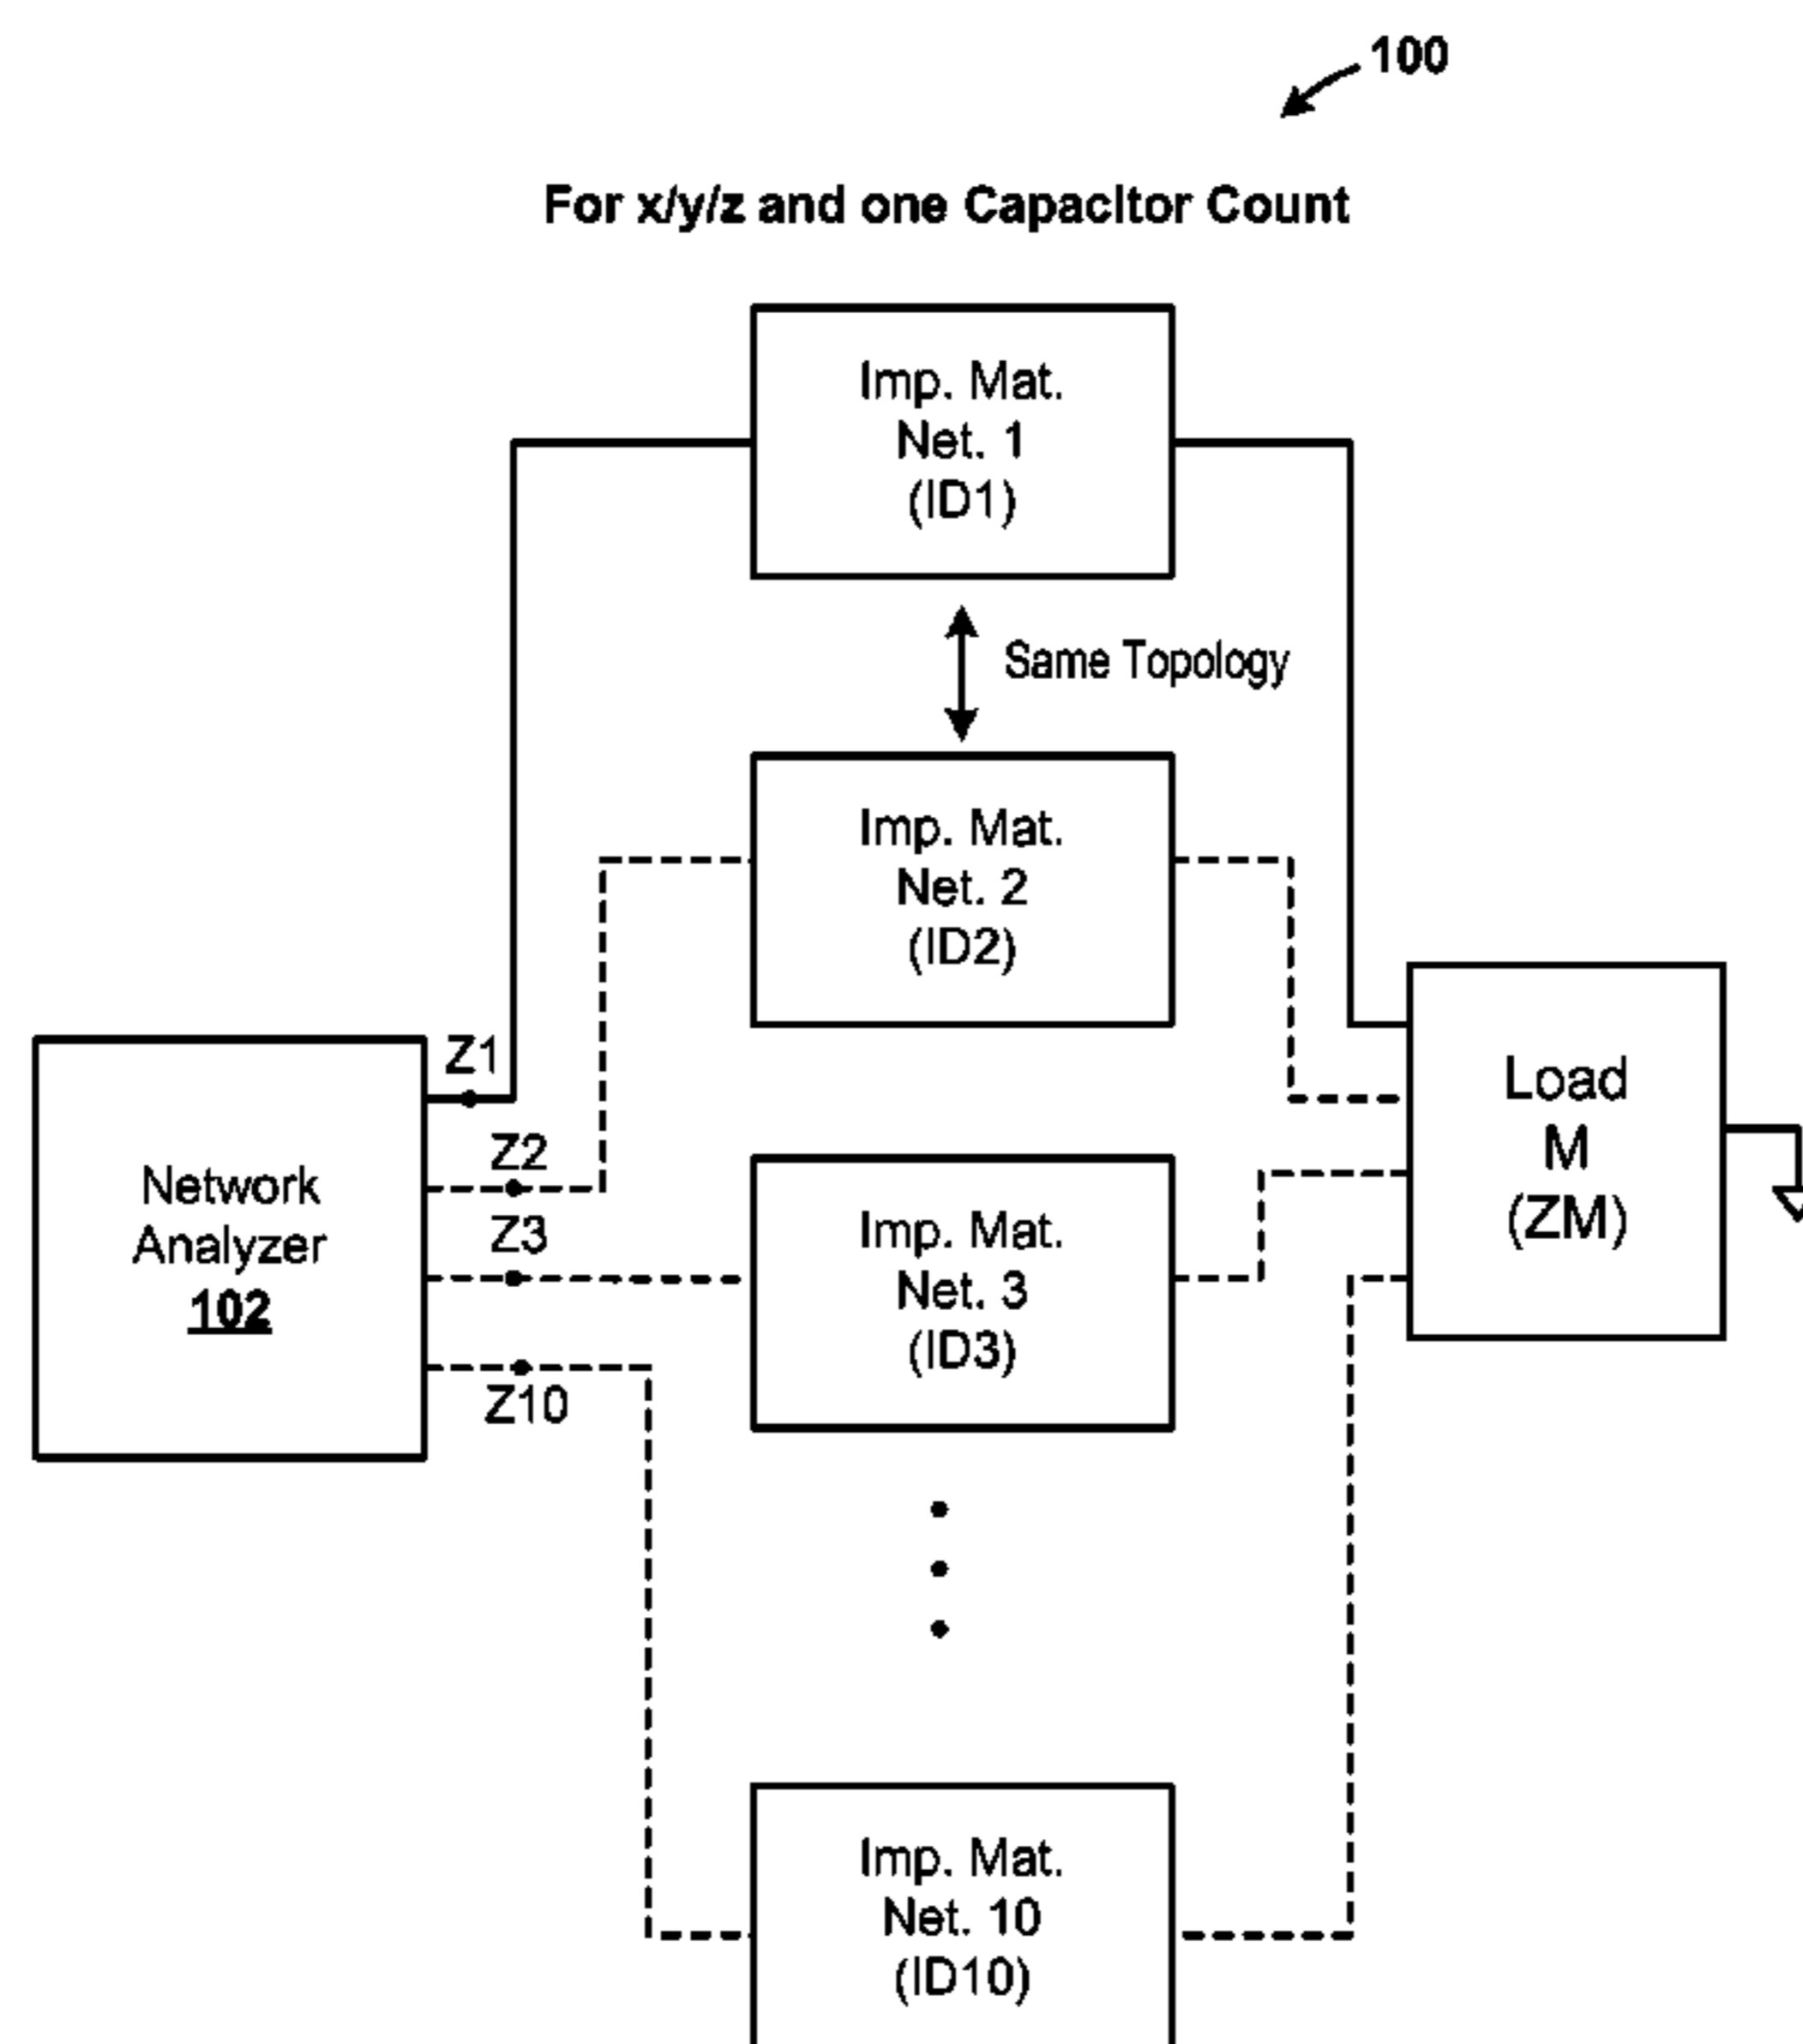 100
For x/y/z and one Capacitor Count
Imp. Mat.
Net. 1
(ID1)
Same Topology
Imp. Mat.
Net. 2
(ID2)
Z1
Z2
Z3
Z10
Network
Analyzer
102
Imp. Mat.
Net. 3
(ID3)
Load
M
(ZM)
Imp. Mat.
Net. 10
(ID10)